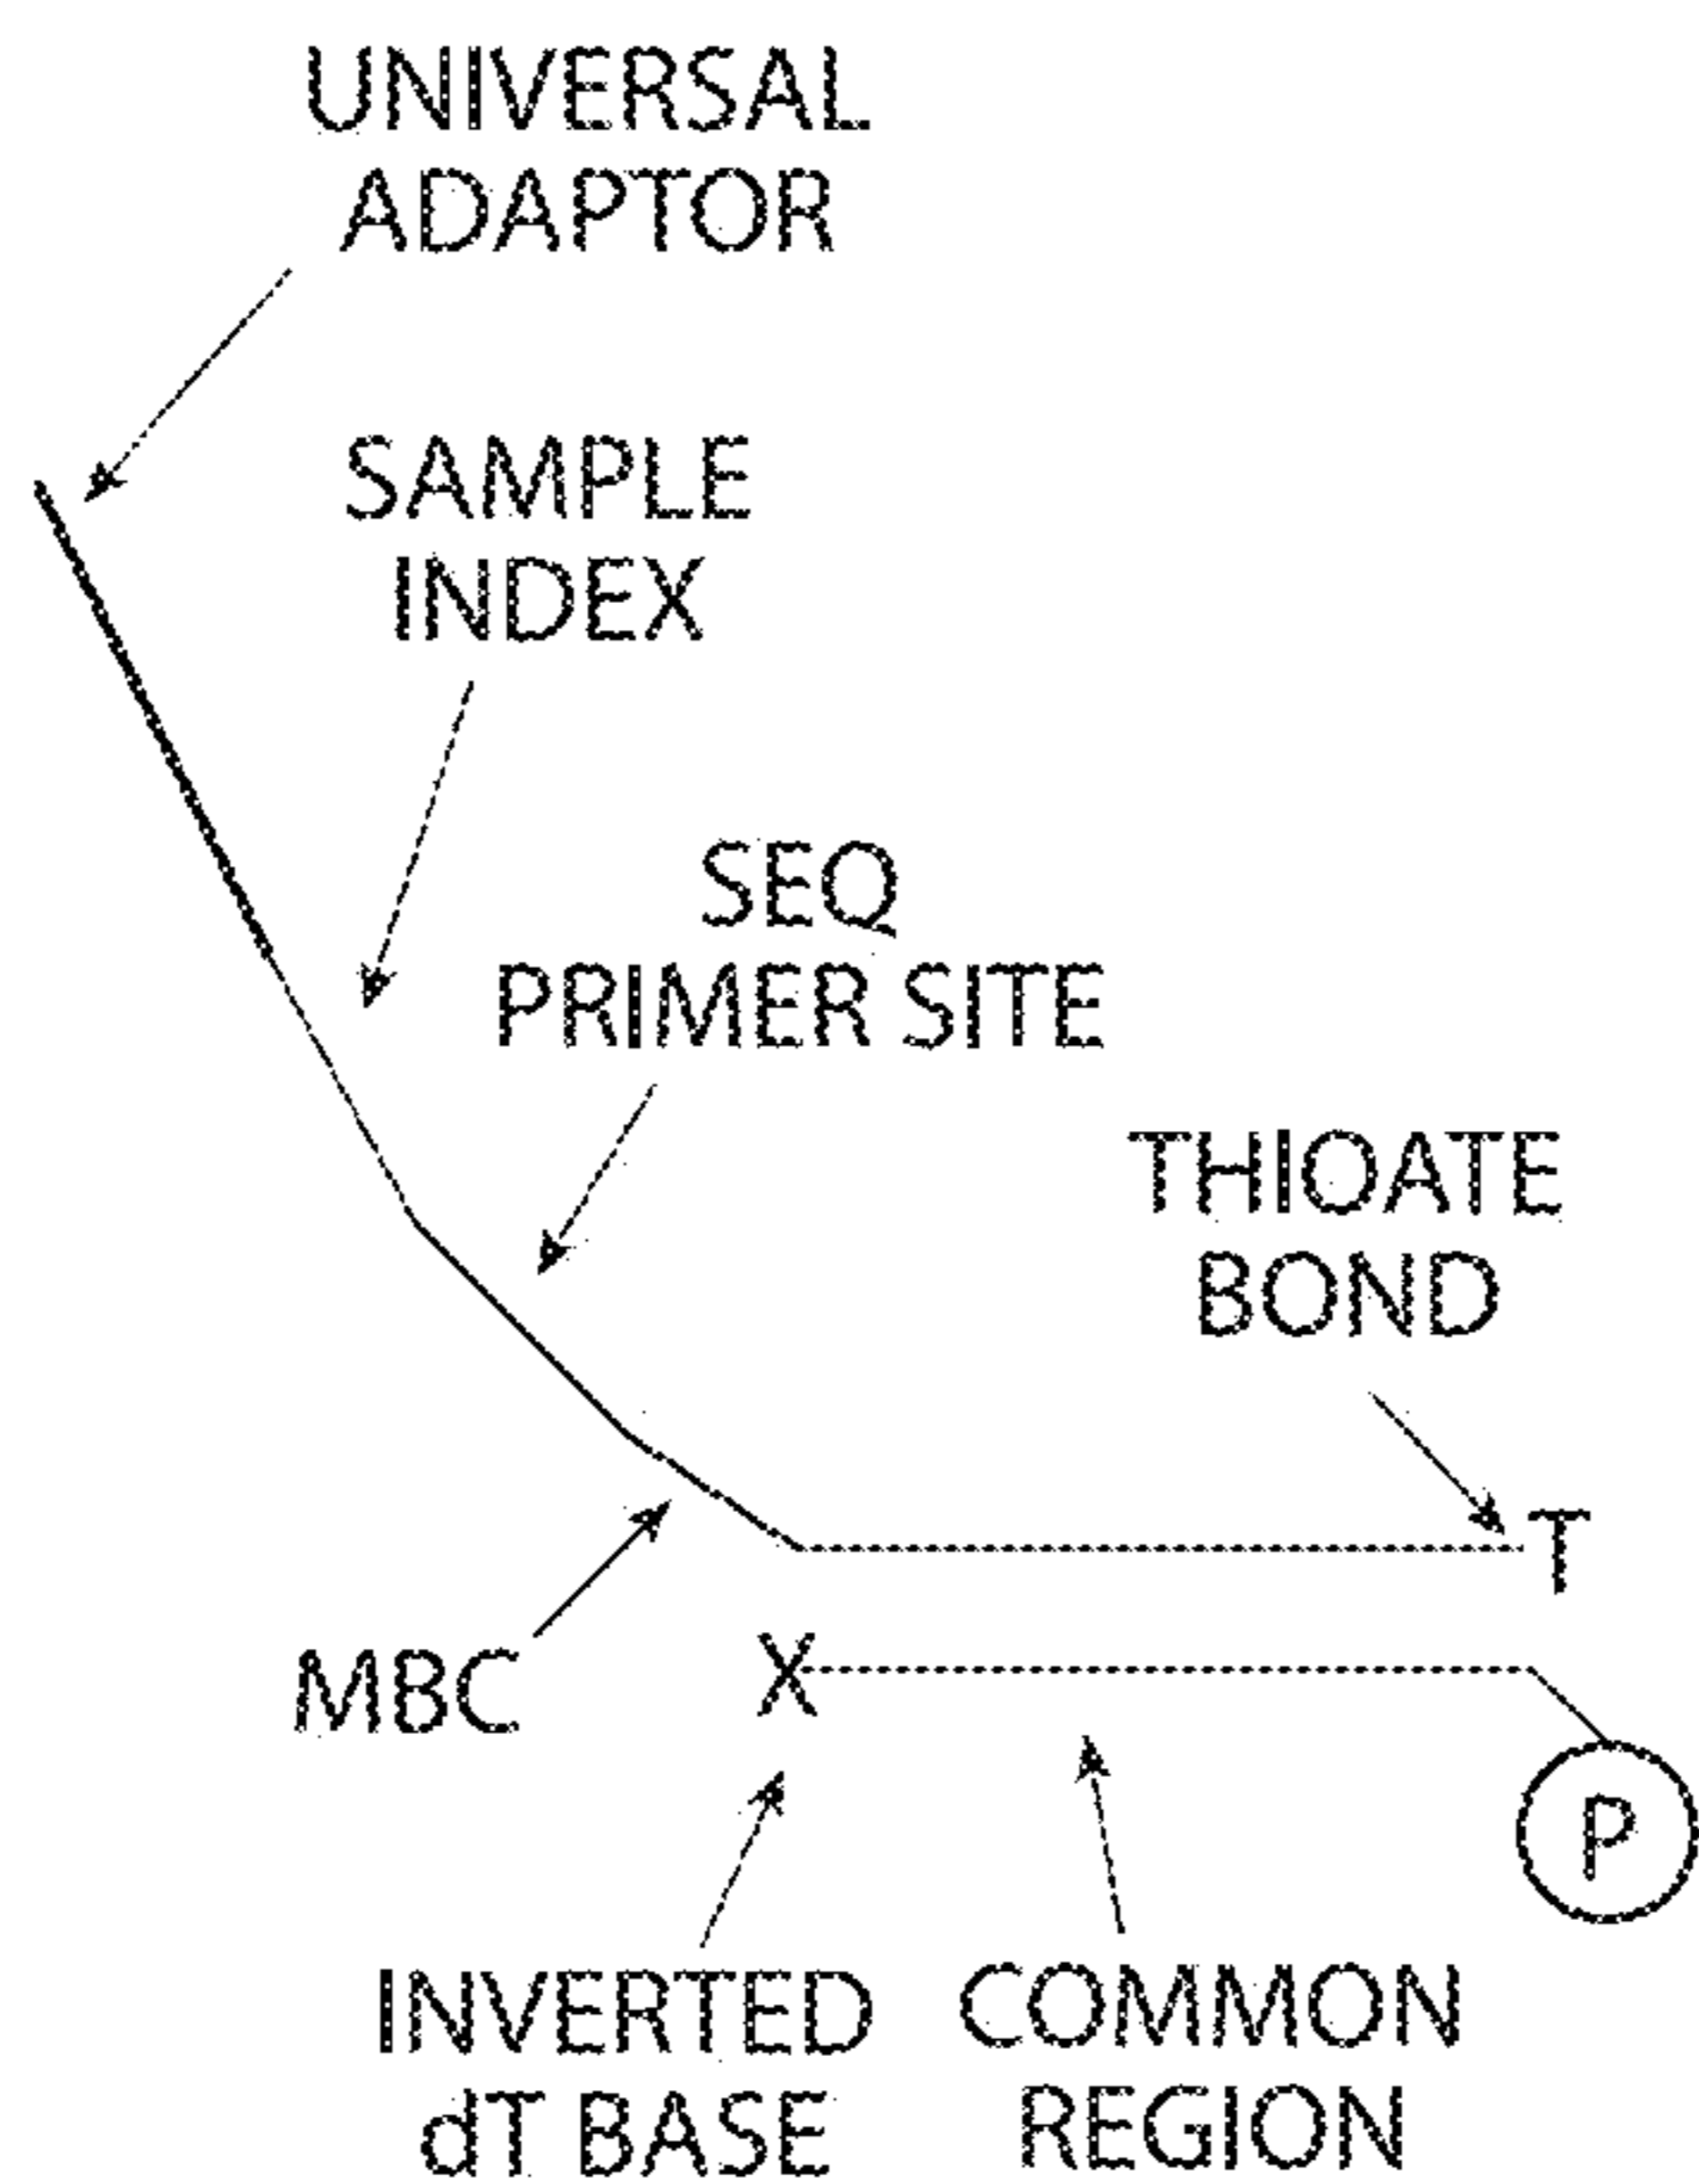 UNIVERSAL
ADAPTOR
SAMPLE
INDEX
SEQ
PRIMER SITE
THIOATE
BOND
T
MBC
X
P
INVERTED
dT BASE
COMMON
REGION